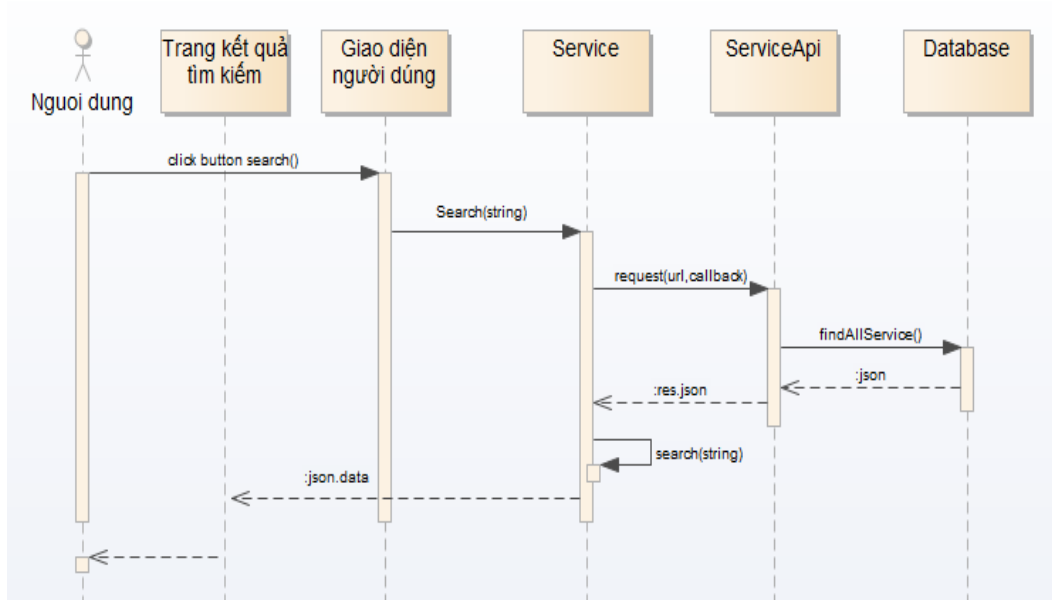 Nguoi dung
Trang kết quả
tìm kiếm
Giao diện
người dúng
Service
ServiceApi
Database
click button search()
Search(string)
request(url,callback)
findAllService()
:json
:res.json
search(string)
:json.data